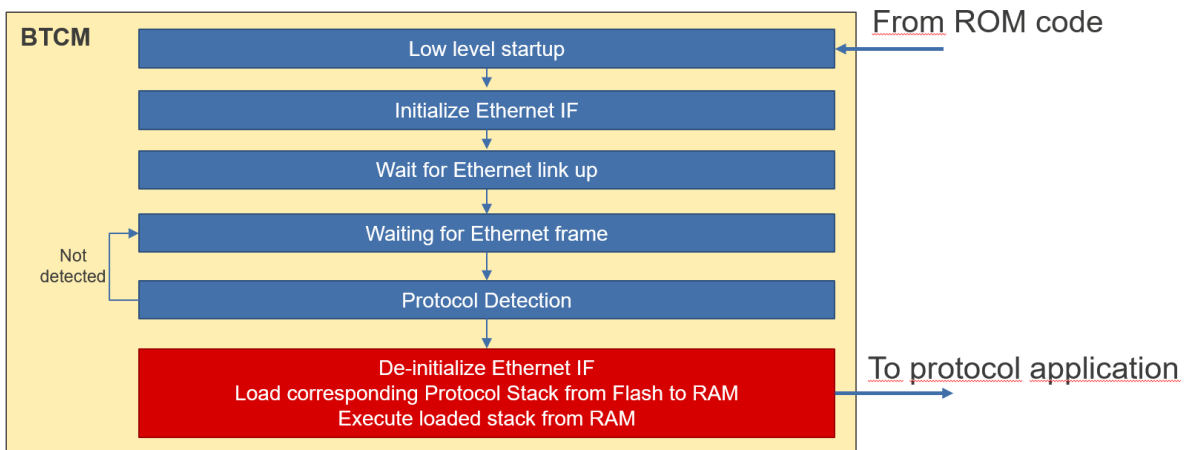 From ROM code
BTCM
Low level startup
Initialize Ethernet IF
Wait for Ethernet link up
Waiting for Ethernet frame
Not
detected
Protocol Detection
De-initialize Ethernet IF
Load corresponding Protocol Stack from Flash to RAM
Execute loaded stack from RAM
To protocol application